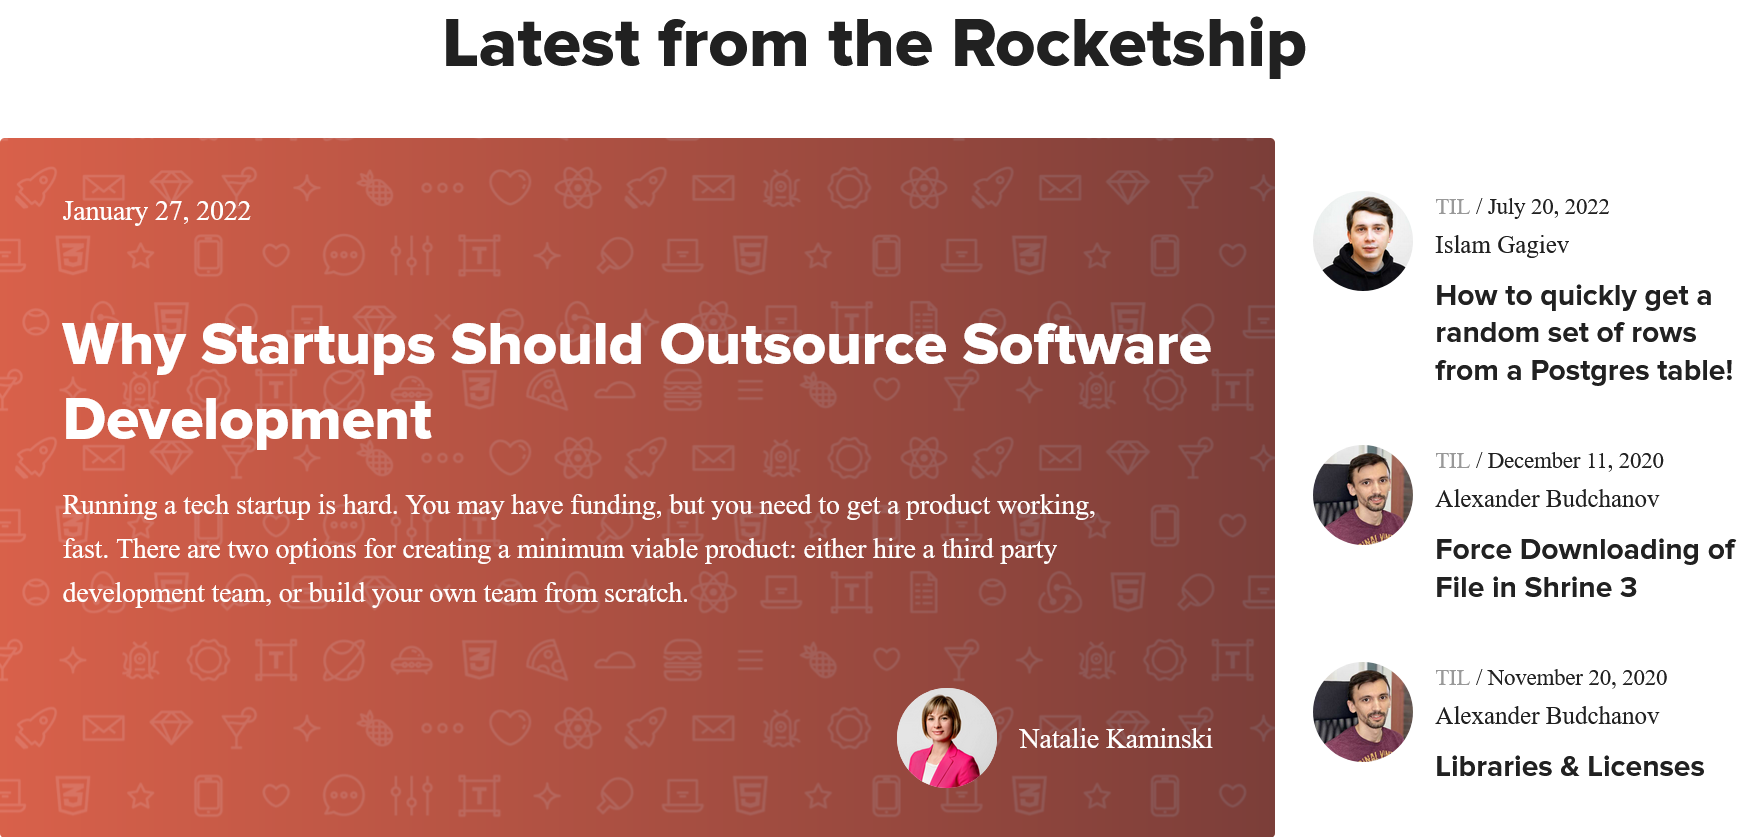 Latest from the Rocketship
January 27, 2022
Why Startups Should Outsource Software
Development
Running a tech startup is hard. You may have funding, but you need to get a product working,
fast. There are two options for creating a minimum viable product: either hire a third party
development team, or build your own team from scratch.
Natalie Kaminski
TIL / July 20, 2022
Islam Gagiev
How to quickly get a
random set of rows
from a Postgres table!
TIL / December 11, 2020
Alexander Budchanov
Force Downloading of
File in Shrine 3
TIL / November 20, 2020
Alexander Budchanov
Libraries & Licenses